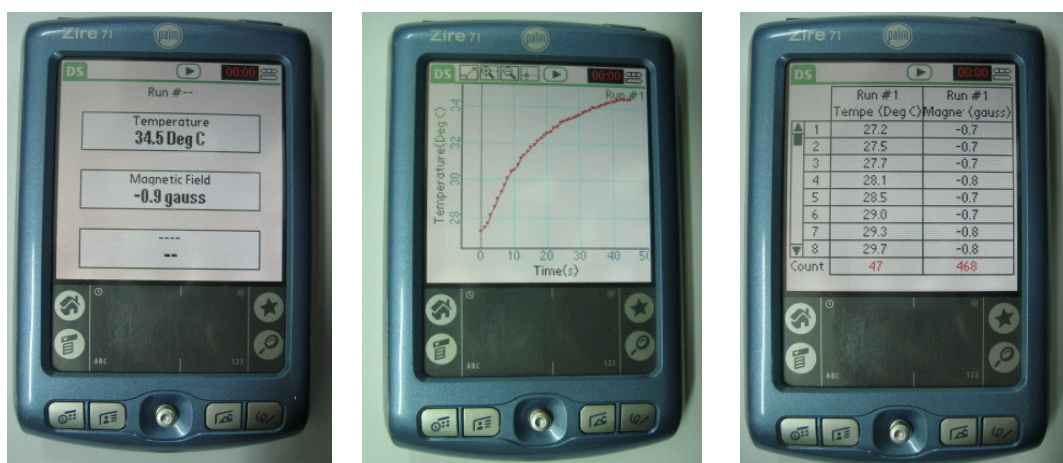 Zire 71
palm
DS 00:00
Run #--
Temperature
34.5 Deg C
Magnetic Field
-0.9 gauss
----
--
ABC 123
Zire 71
palm
DS 00:00
Run #1
Temperature(Deg C)
34
32
30
28
0 10 20 30 40
Time(s)
ABC 123
Zire 71
palm
DS 00:00
Run #1 Run #1
Tempe (Deg C) Magne (gauss)
1 27.2 -0.7
2 27.5 -0.7
3 27.7 -0.7
4 28.1 -0.8
5 28.5 -0.7
6 29.0 -0.7
7 29.3 -0.8
8 29.7 -0.8
Count 47 468
ABC 123